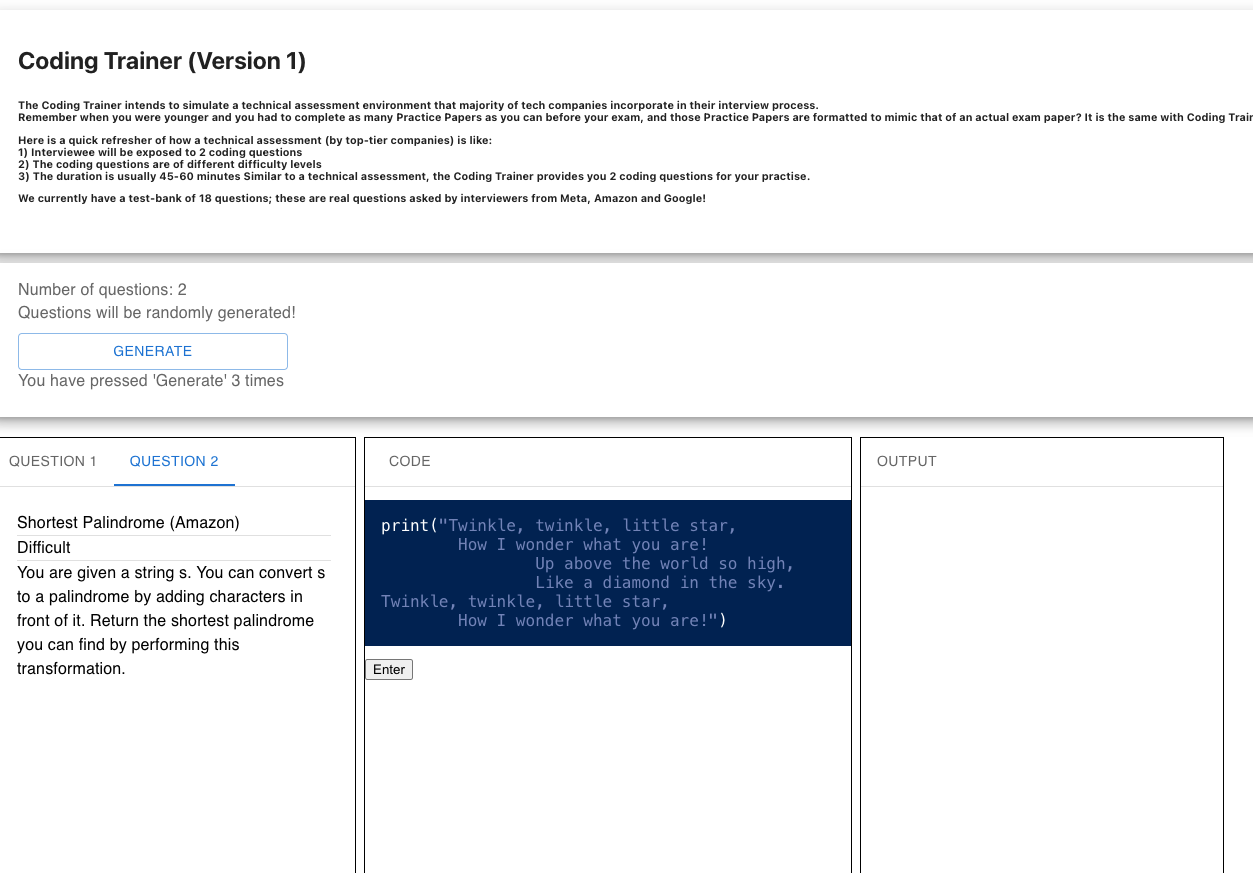 Coding Trainer (Version 1)
The Coding Trainer intends to simulate a technical assessment environment that majority of tech companies incorporate in their interview process.
Remember when you were younger and you had to complete as many Practice Papers as you can before your exam, and those Practice Papers are formatted to mimic that of an actual exam paper? It is the same with Coding
Here is a quick refresher of how a technical assessment (by top-tier companies) is like:
1) Interviewee will be exposed to 2 coding questions
2) The coding questions are of different difficulty levels
3) The duration is usually 45-60 minutes Similar to a technical assessment, the Coding Trainer provides you 2 coding questions for your practise.
We currently have a test-bank of 18 questions; these are real questions asked by interviewers from Meta, Amazon and Google!
Number of questions: 2
Questions will be randomly generated!
GENERATE
You have pressed 'Generate' 3 times
QUESTION 1 QUESTION 2
Shortest Palindrome (Amazon)
Difficult
You are given a string s. You can convert s
to a palindrome by adding characters in
front of it. Return the shortest palindrome
you can find by performing this
transformation.
CODE
print("Twinkle, twinkle, little star,
How I wonder what you are!
Up above the world so high,
Like a diamond in the sky.
Twinkle, twinkle, little star,
How I wonder what you are!")
Enter
OUTPUT